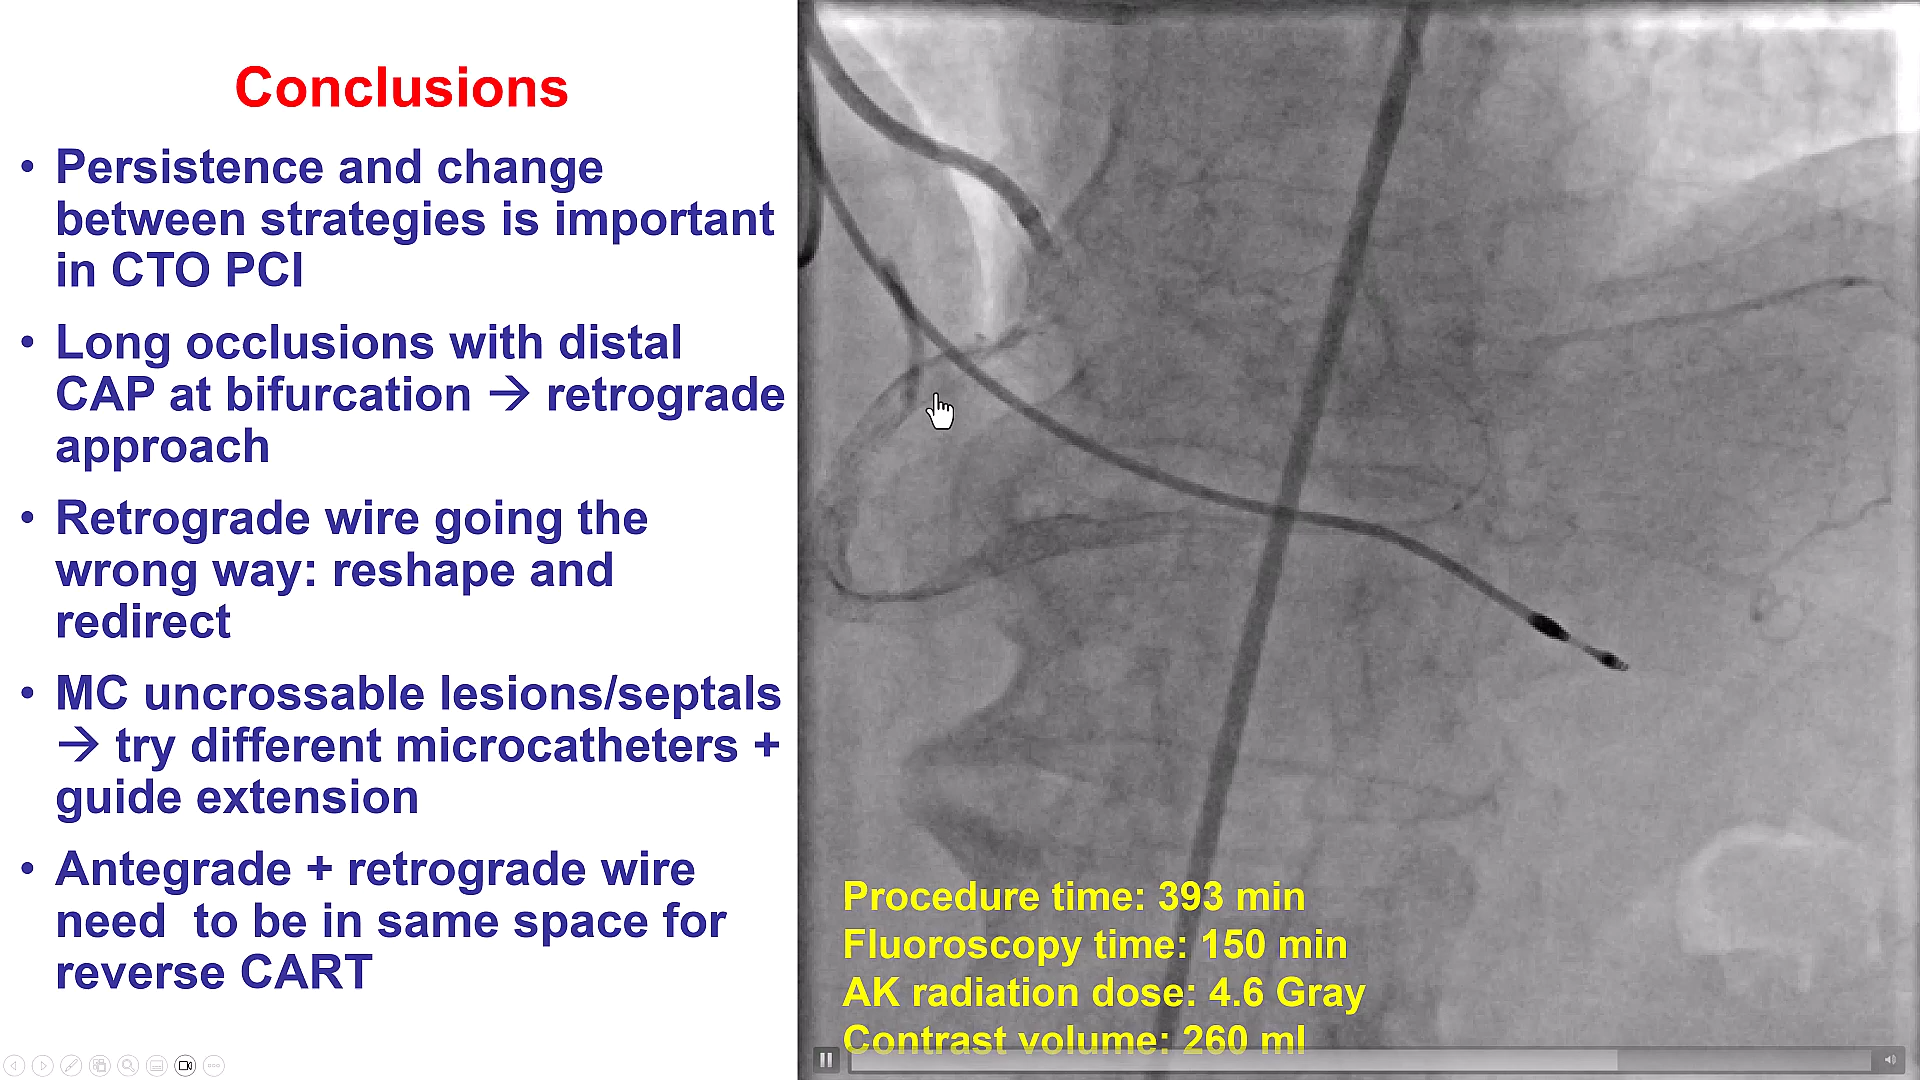 Conclusions
• Persistence and change
between strategies is important
in CTO PCI
• Long occlusions with distal
CAP at bifurcation → retrograde
approach
• Retrograde wire going the
wrong way: reshape and
redirect
• MC uncrossable lesions/septals
→ try different microcatheters +
guide extension
• Antegrade + retrograde wire
need  to be in same space for
reverse CART
Procedure time: 393 min
Fluoroscopy time: 150 min
AK radiation dose: 4.6 Gray
Contrast volume: 260 ml